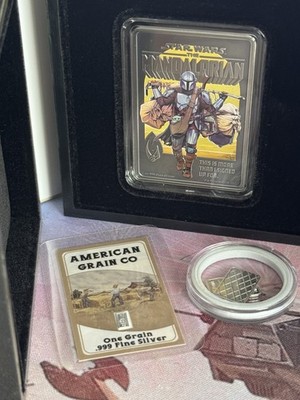 STAR WARS
THE
MANDALORIAN
THIS IS MORE
THAN I SIGNED
UP FOR.
AMERICAN
GRAIN CO
One Grain
.999 Fine Silver